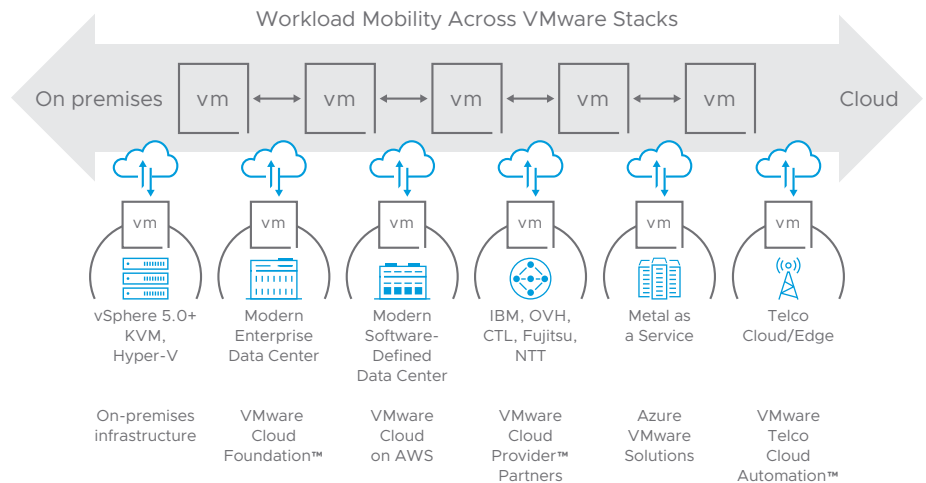 Workload Mobility Across VMware Stacks
On premises
vm
vm
vm
vm
vm
Cloud
vm
vm
vm
vm
vm
vm
vSphere 5.0+
KVM,
Hyper-V
Modern
Enterprise
Data Center
Modern
Software-
Defined
Data Center
IBM, OVH,
CTL, Fujitsu,
NTT
Metal as
a Service
Telco
Cloud/Edge
On-premises
infrastructure
VMware
Cloud
Foundation™
VMware
Cloud
on AWS
VMware
Cloud
Provider™
Partners
Azure
VMware
Solutions
VMware
Telco
Cloud
Automation™